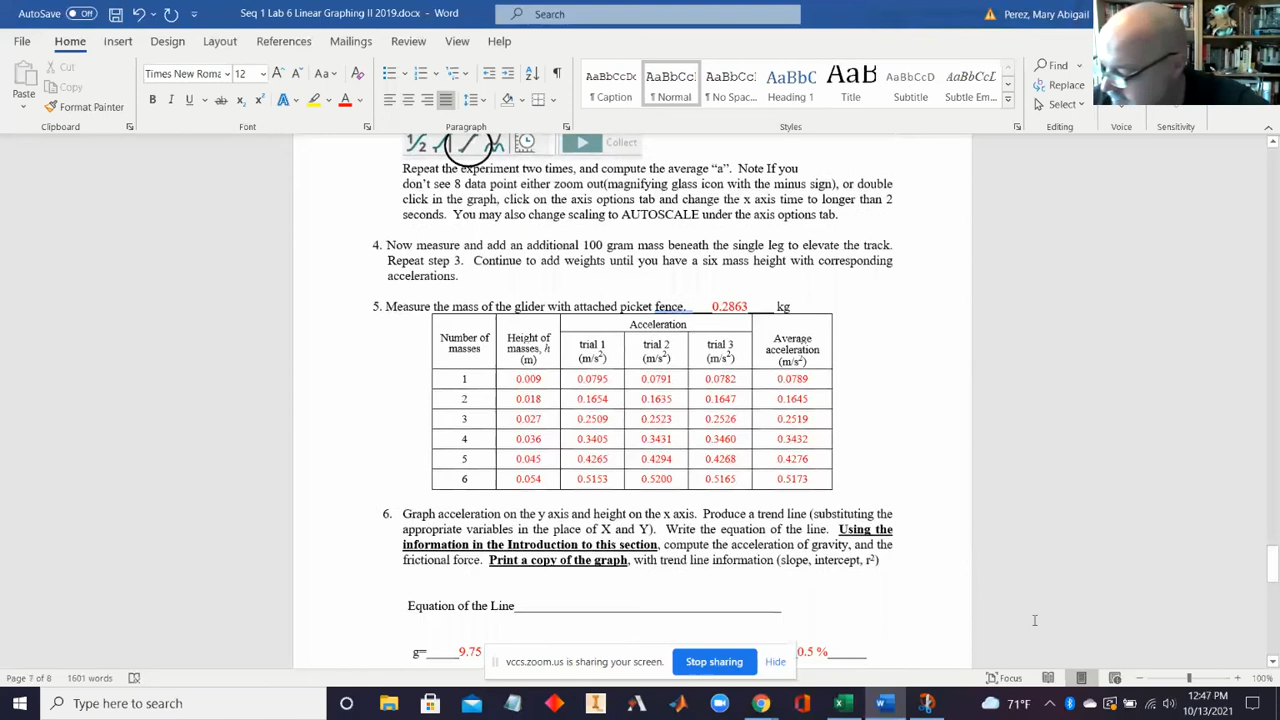 AutoSave Off Seq 1 Lab 6 Linear Graphing II 2019.docx - Word Search Perez, Mary Abigail
File Home Insert Design Layout References Mailings Review View Help
Paste Cut Copy Format Painter Clipboard
Times New Roma 12 Aa Font
Paragraph
AaBbCcDc ¶ Caption AaBbCc ¶ Normal AaBbCc ¶ No Spac... AaBbC Heading 1 AaB Title AaBbCcD Subtitle AaBbCcD Subtle Em... Styles
Find Replace Select Editing Voice Sensitivity
Collect
Repeat the experiment two times, and compute the average “a”. Note If you
don’t see 8 data point either zoom out(magnifying glass icon with the minus sign), or double
click in the graph, click on the axis options tab and change the x axis time to longer than 2
seconds. You may also change scaling to AUTOSCALE under the axis options tab.
4. Now measure and add an additional 100 gram mass beneath the single leg to elevate the track.
Repeat step 3. Continue to add weights until you have a six mass height with corresponding
accelerations.
5. Measure the mass of the glider with attached picket fence. ___0.2863____ kg
Number of masses Height of masses, h (m) Acceleration Average acceleration (m/s²)
trial 1 (m/s²) trial 2 (m/s²) trial 3 (m/s²)
1 0.009 0.0795 0.0791 0.0782 0.0789
2 0.018 0.1654 0.1635 0.1647 0.1645
3 0.027 0.2509 0.2523 0.2526 0.2519
4 0.036 0.3405 0.3431 0.3460 0.3432
5 0.045 0.4265 0.4294 0.4268 0.4276
6 0.054 0.5153 0.5200 0.5165 0.5173
6. Graph acceleration on the y axis and height on the x axis. Produce a trend line (substituting the
appropriate variables in the place of X and Y). Write the equation of the line. Using the
information in the Introduction to this section, compute the acceleration of gravity, and the
frictional force. Print a copy of the graph, with trend line information (slope, intercept, r²)
Equation of the Line
g=_____9.75 0.5 %______
vccs.zoom.us is sharing your screen. Stop sharing Hide
Page 7 of 8 1601 words Focus 100%
Type here to search 71°F 12:47 PM
10/13/2021